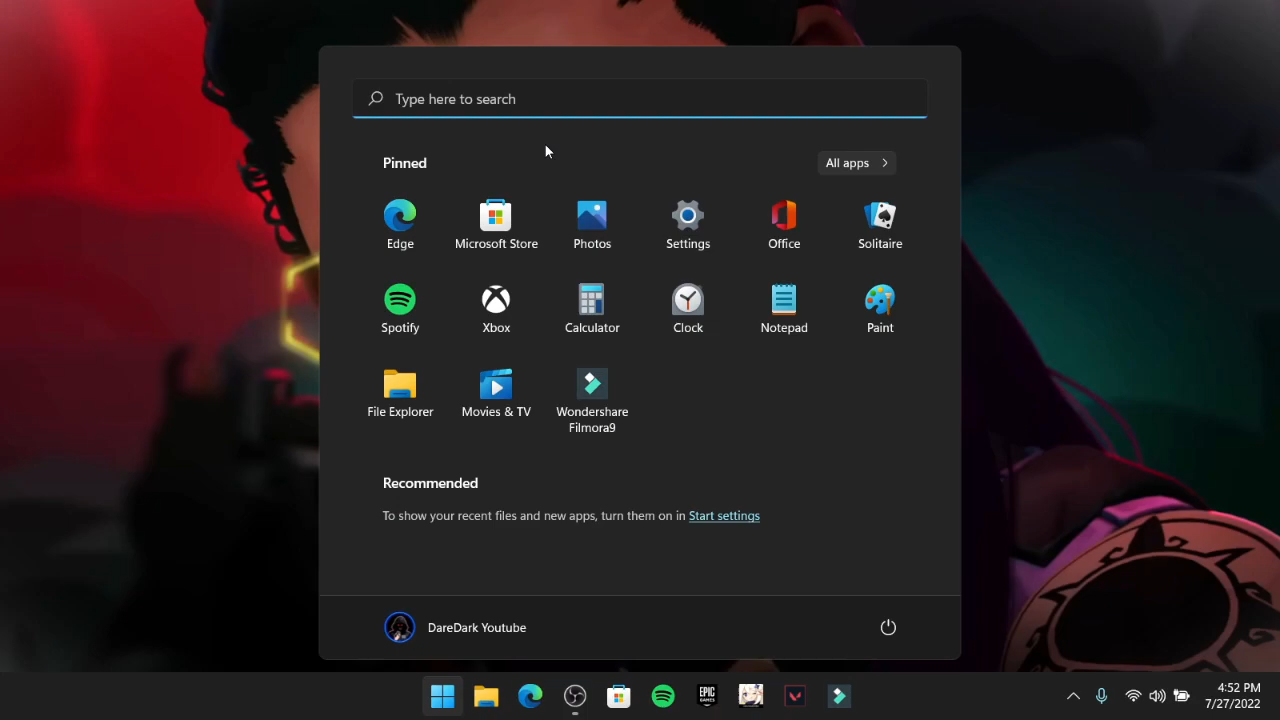 Type here to search
Pinned
All apps
Edge
Microsoft Store
Photos
Settings
Office
Solitaire
Spotify
Xbox
Calculator
Clock
Notepad
Paint
File Explorer
Movies & TV
Wondershare
Filmora9
Recommended
To show your recent files and new apps, turn them on in Start settings
DareDark Youtube
EPIC
GAMES
4:52 PM
7/27/2022